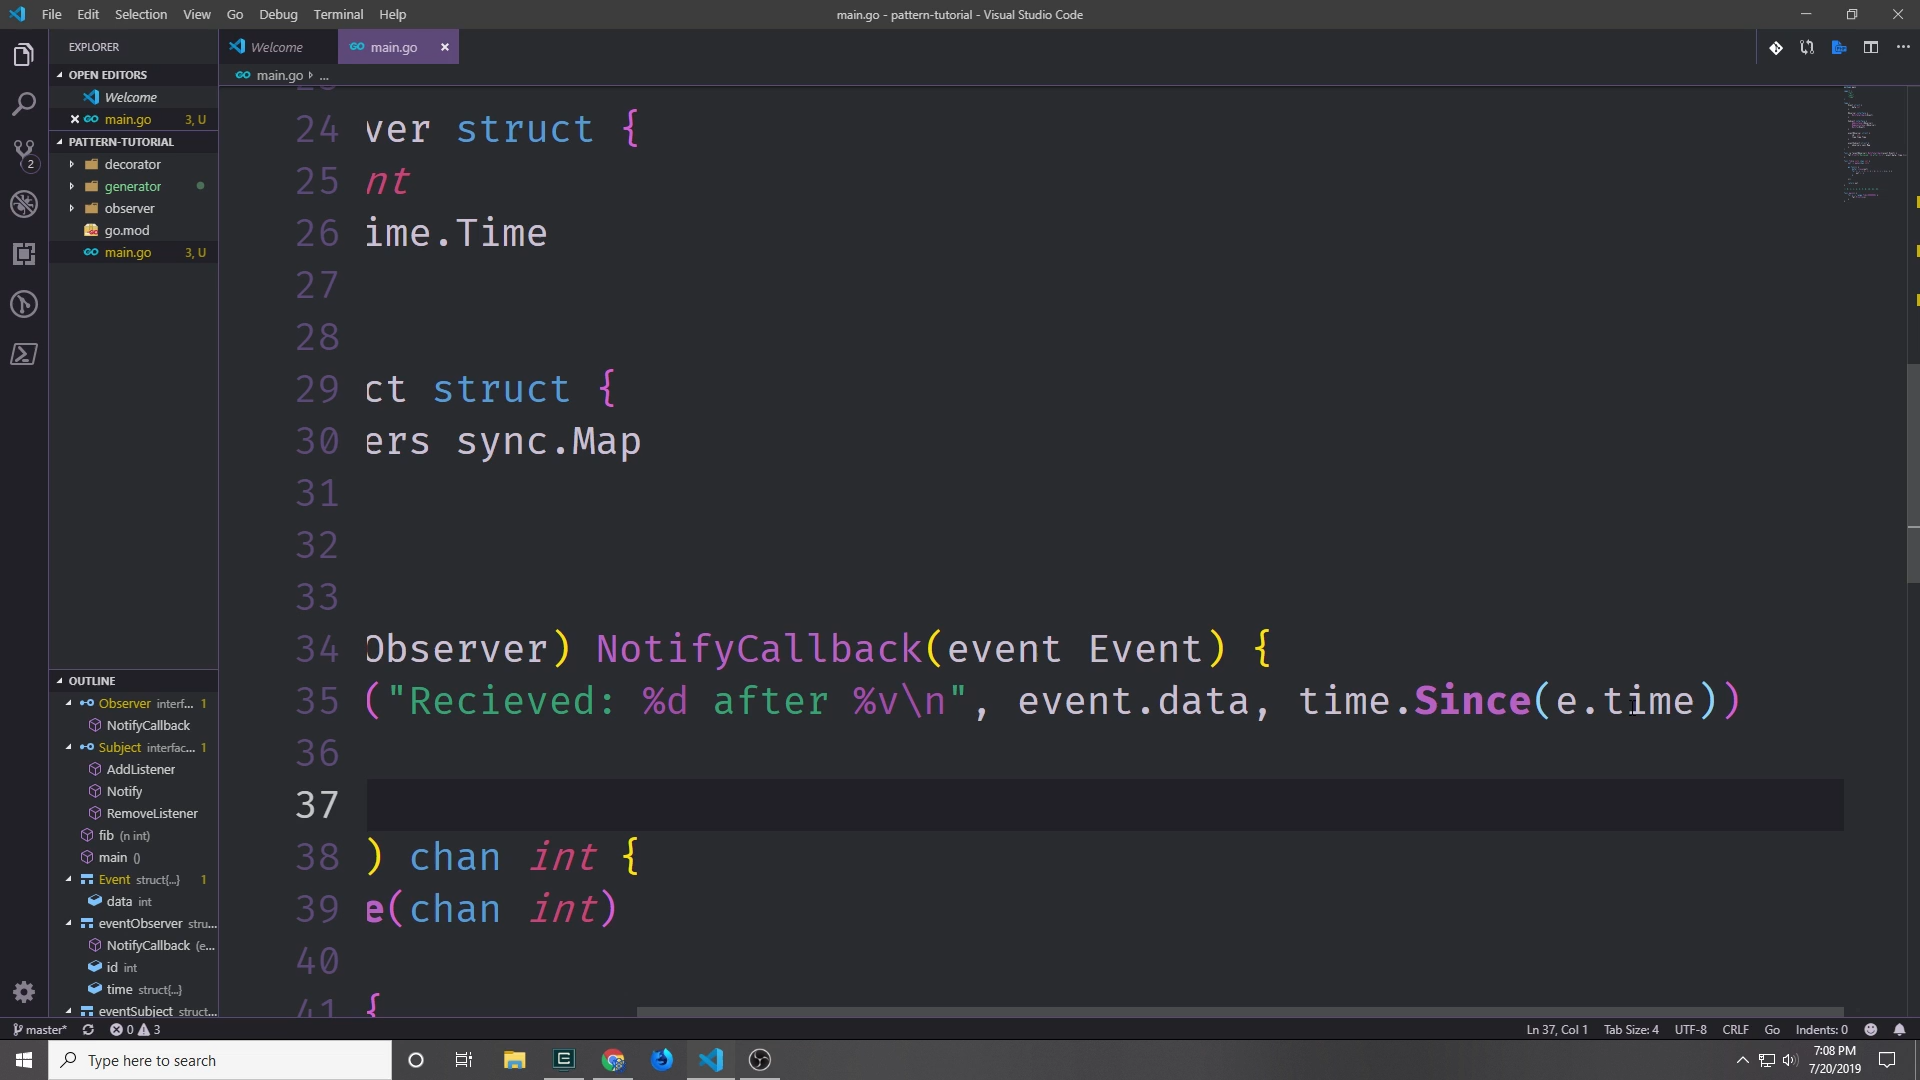 File Edit Selection View Go Debug Terminal Help
main.go - pattern-tutorial - Visual Studio Code
EXPLORER
Welcome
main.go
OPEN EDITORS
main.go ...
Welcome
main.go 3, U
PATTERN-TUTORIAL
decorator
generator
observer
go.mod
main.go 3, U
24 ver struct {
25 nt
26 ime.Time
27
28
29 ct struct {
30 ers sync.Map
31
32
33
34 Observer) NotifyCallback(event Event) {
35 ("Recieved: %d after %v\n", event.data, time.Since(e.time))
36
37
38 ) chan int {
39 e(chan int)
40
41 {
2
OUTLINE
Observer interf... 1
NotifyCallback
Subject interfac... 1
AddListener
Notify
RemoveListener
fib (n int)
main ()
Event struct{...} 1
data int
eventObserver stru...
NotifyCallback (e...
id int
time struct{...}
eventSubject struct...
master* 0 3
Ln 37, Col 1 Tab Size: 4 UTF-8 CRLF Go Indents: 0
Type here to search
7:08 PM
7/20/2019